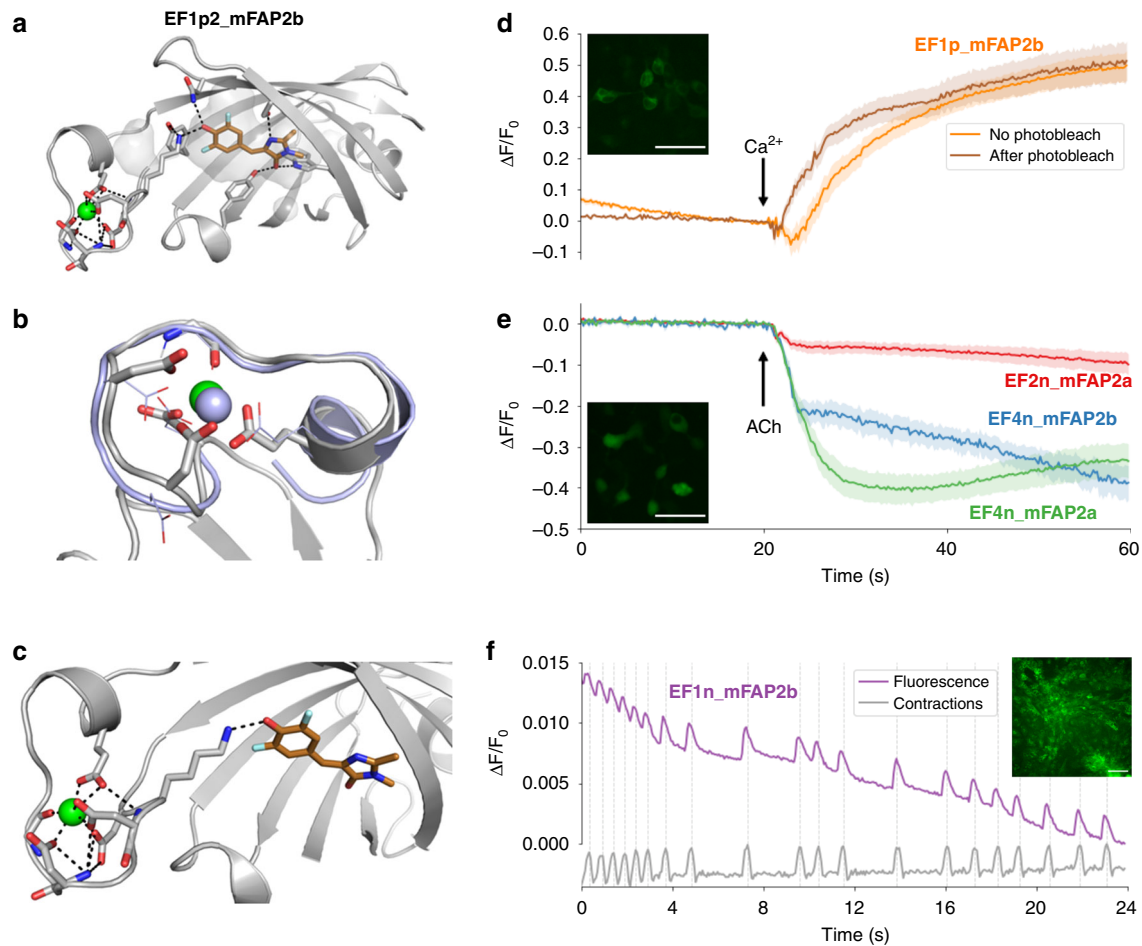 a
EF1p2_mFAP2b
b
c
d
0.6
0.5
0.4
0.3
0.2
0.1
0.0
–0.1
ΔF/F0
EF1p_mFAP2b
Ca2+
No photobleach
After photobleach
e
0.0
–0.1
–0.2
–0.3
–0.4
–0.5
ΔF/F0
ACh
EF2n_mFAP2a
EF4n_mFAP2b
EF4n_mFAP2a
0 20 40 60
Time (s)
f
0.015
0.010
0.005
0.000
ΔF/F0
EF1n_mFAP2b
Fluorescence
Contractions
0 4 8 12 16 20 24
Time (s)